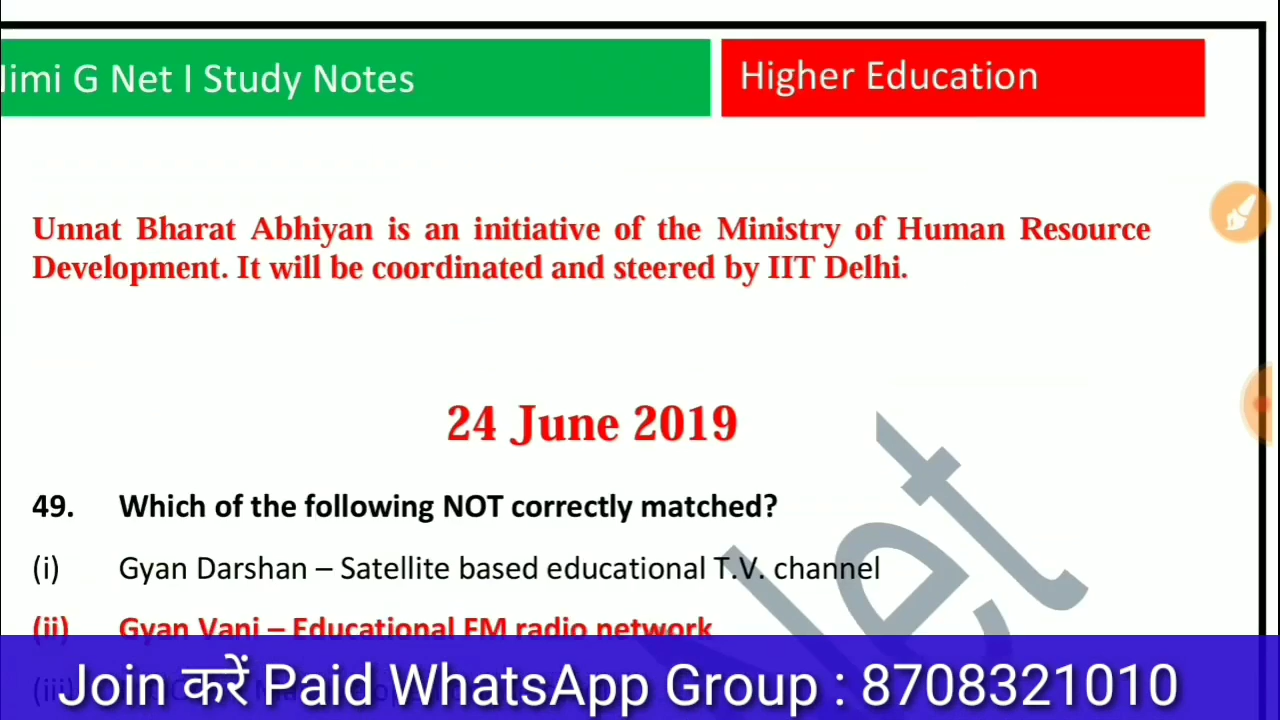 imi G Net I Study Notes
Higher Education
Unnat Bharat Abhiyan is an initiative of the Ministry of Human Resource
Development. It will be coordinated and steered by IIT Delhi.
24 June 2019
49. Which of the following NOT correctly matched?
(i) Gyan Darshan – Satellite based educational T.V. channel
(ii) Gyan Vani – Educational FM radio network
(iii)
Join करें Paid WhatsApp Group : 8708321010